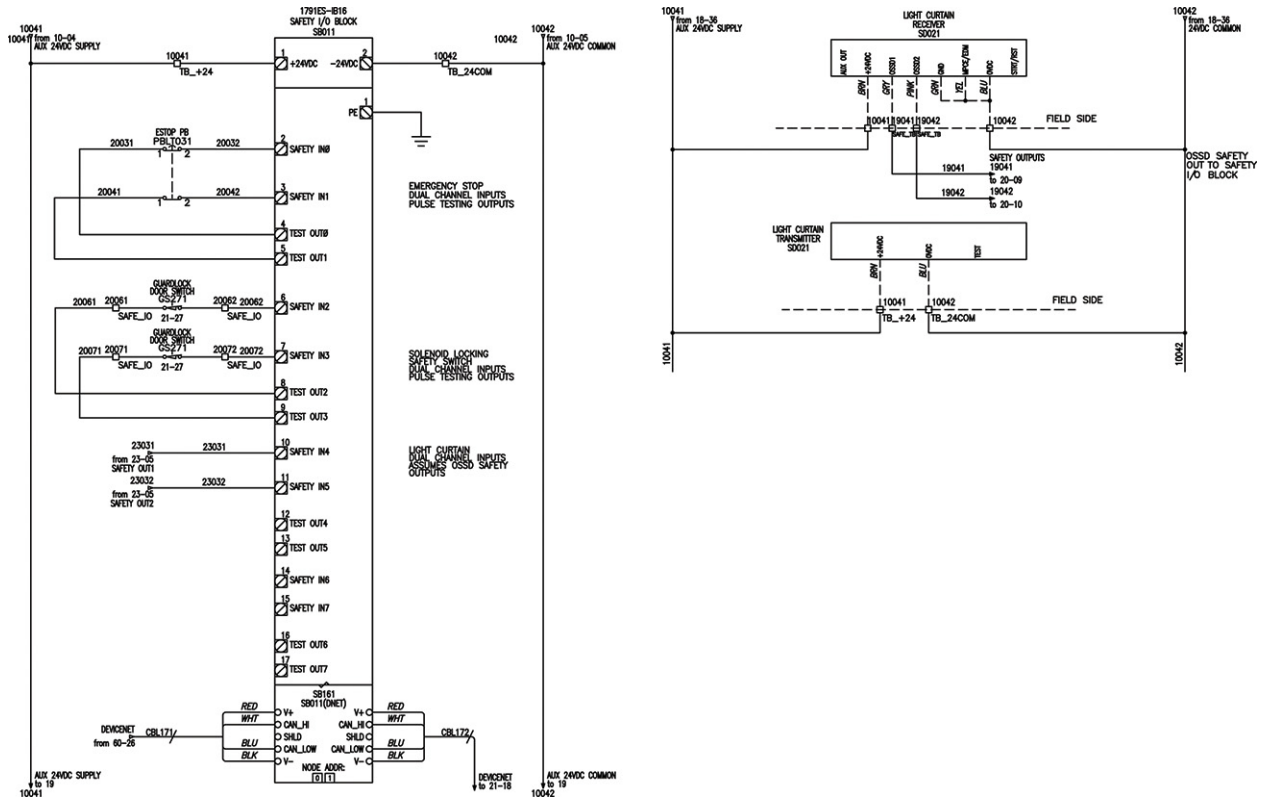 10041
10041
from 10-04
AUX 24VDC SUPPLY
1791ES-IB16
SAFETY I/O BLOCK
SB011
10042
10042
from 10-05
AUX 24VDC COMMON
10041
TB_+24
1
+24VDC
-24VDC
2
10042
TB_24COM
1
PE
ESTOP PB
PBLT031
20031
1 2
20032
2
SAFETY IN0
20041
1 2
20042
3
SAFETY IN1
EMERGENCY STOP
DUAL CHANNEL INPUTS
PULSE TESTING OUTPUTS
4
TEST OUT0
5
TEST OUT1
GUARDLOCK
DOOR SWITCH
GS271
20061 20061
20062 20062
SAFE_IO
21-27
SAFE_IO
6
SAFETY IN2
GUARDLOCK
DOOR SWITCH
GS271
20071 20071
20072 20072
SAFE_IO
21-27
SAFE_IO
7
SAFETY IN3
SOLENOID LOCKING
SAFETY SWITCH
DUAL CHANNEL INPUTS
PULSE TESTING OUTPUTS
8
TEST OUT2
9
TEST OUT3
23031
from 23-05
SAFETY OUT1
23031
10
SAFETY IN4
LIGHT CURTAIN
DUAL CHANNEL INPUTS
ASSUMES OSSD SAFETY
OUTPUTS
23032
from 23-05
SAFETY OUT2
23032
11
SAFETY IN5
12
TEST OUT4
13
TEST OUT5
14
SAFETY IN6
15
SAFETY IN7
16
TEST OUT6
17
TEST OUT7
SB161
SB011(DNET)
RED
V+
V+
RED
WHT
CAN_HI
CAN_HI
WHT
DEVICENET
from 60-26
CBL171
SHLD
SHLD
CBL172
BLU
CAN_LOW
CAN_LOW
BLU
BLK
V-
V-
BLK
NODE ADDR:
0 1
DEVICENET
to 21-18
AUX 24VDC SUPPLY
to 19
10041
AUX 24VDC COMMON
to 19
10042
10041
from 18-36
AUX 24VDC SUPPLY
LIGHT CURTAIN
RECEIVER
SD021
10042
from 18-36
24VDC COMMON
AUX OUT
+24VDC
OSSD1
OSSD2
GND
MPCE/EDM
0VDC
STRT/RST
BRN
GRY
PINK
GRN
YEL
BLU
10041
19041
19042
10042
FIELD SIDE
SAFE_TB
SAFE_TB
SAFETY OUTPUTS
19041
19041
to 20-09
19042
19042
to 20-10
OSSD SAFETY
OUT TO SAFETY
I/O BLOCK
LIGHT CURTAIN
TRANSMITTER
SD021
+24VDC
0VDC
TEST
BRN
BLU
10041
TB_+24
10042
TB_24COM
FIELD SIDE
10041
10042